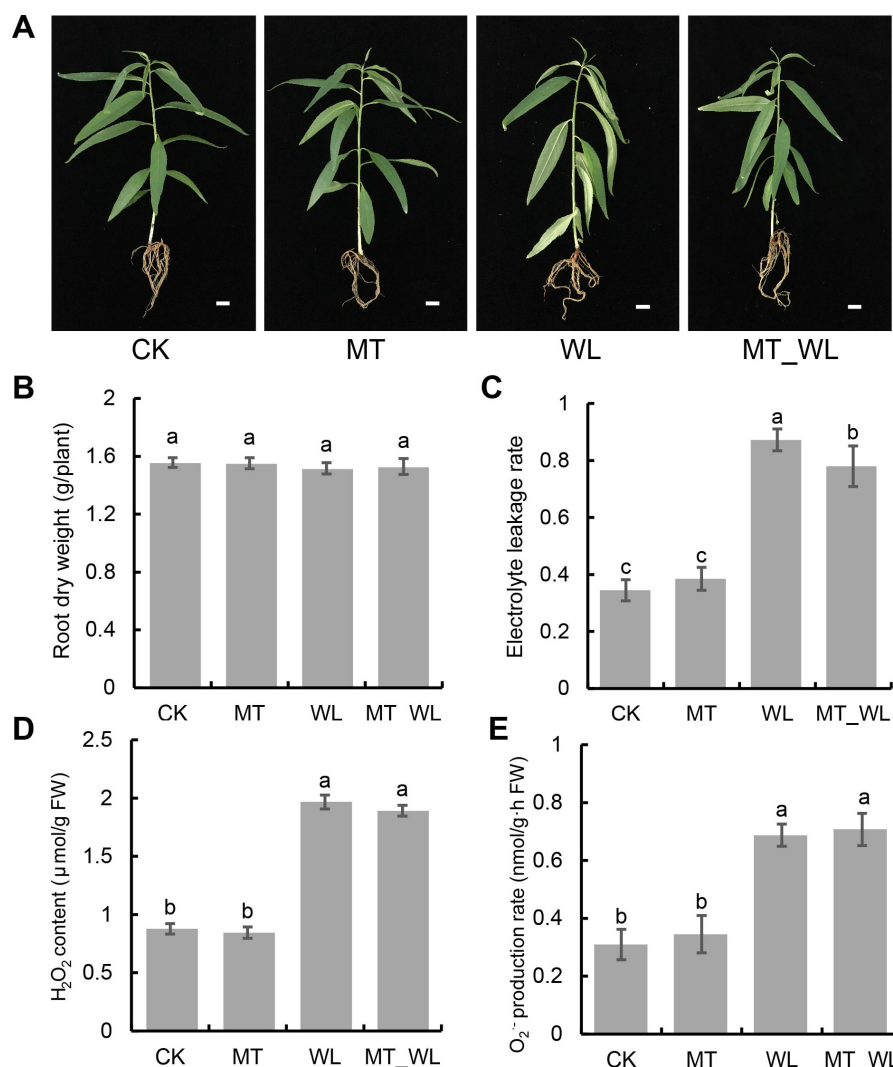 A
CK
MT
WL
MT_WL
B
Root dry weight (g/plant)
2
1.6
1.2
0.8
0.4
0
a
a
a
a
CK
MT
WL
MT WL
C
Electrolyte leakage rate
1
0.8
0.6
0.4
0.2
0
c
c
a
b
CK
MT
WL
MT_WL
D
H₂O₂ content (μmol/g FW)
2.5
2
1.5
1
0.5
0
b
b
a
a
CK
MT
WL
MT_WL
E
O₂·⁻ production rate (nmol/g·h FW)
1
0.8
0.6
0.4
0.2
0
b
b
a
a
CK
MT
WL
MT WL